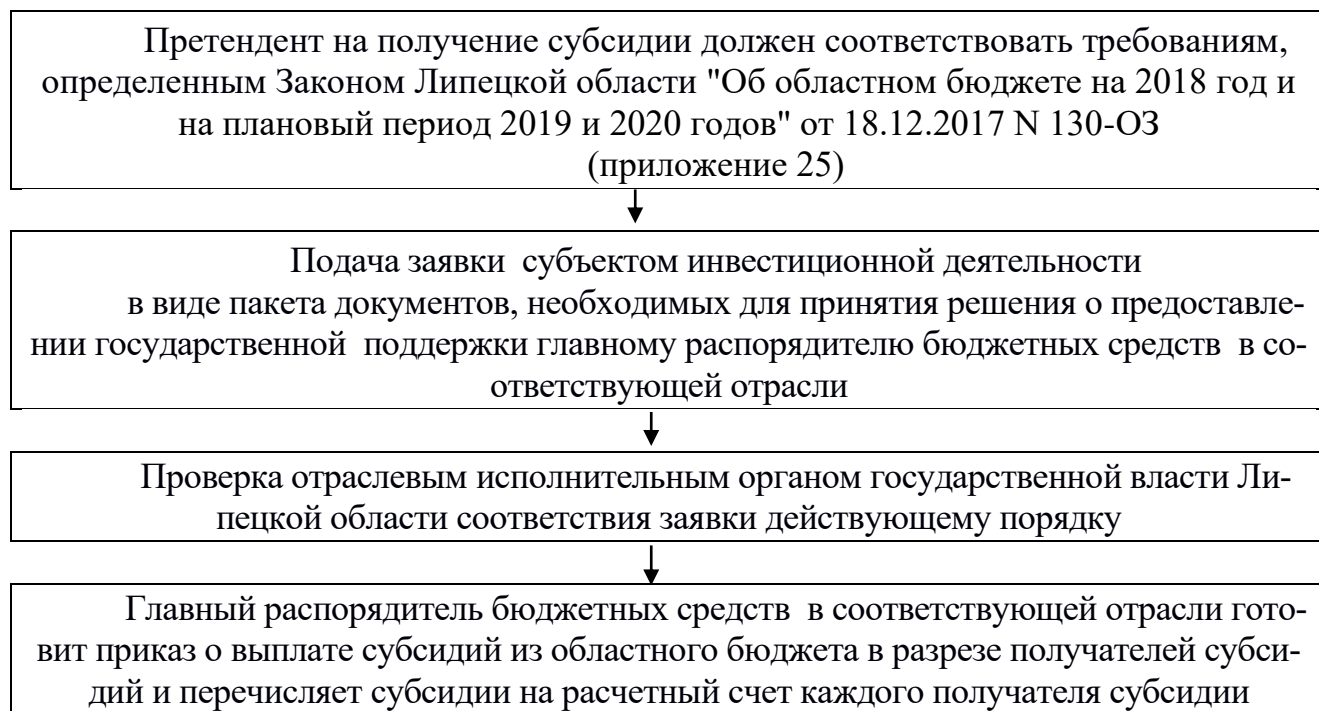 Претендент на получение субсидии должен соответствовать требованиям,
определенным Законом Липецкой области "Об областном бюджете на 2018 год и
на плановый период 2019 и 2020 годов" от 18.12.2017 N 130-ОЗ
(приложение 25)
Подача заявки субъектом инвестиционной деятельности
в виде пакета документов, необходимых для принятия решения о предоставле-
нии государственной поддержки главному распорядителю бюджетных средств в со-
ответствующей отрасли
Проверка отраслевым исполнительным органом государственной власти Ли-
пецкой области соответствия заявки действующему порядку
Главный распорядитель бюджетных средств в соответствующей отрасли гото-
вит приказ о выплате субсидий из областного бюджета в разрезе получателей субси-
дий и перечисляет субсидии на расчетный счет каждого получателя субсидии